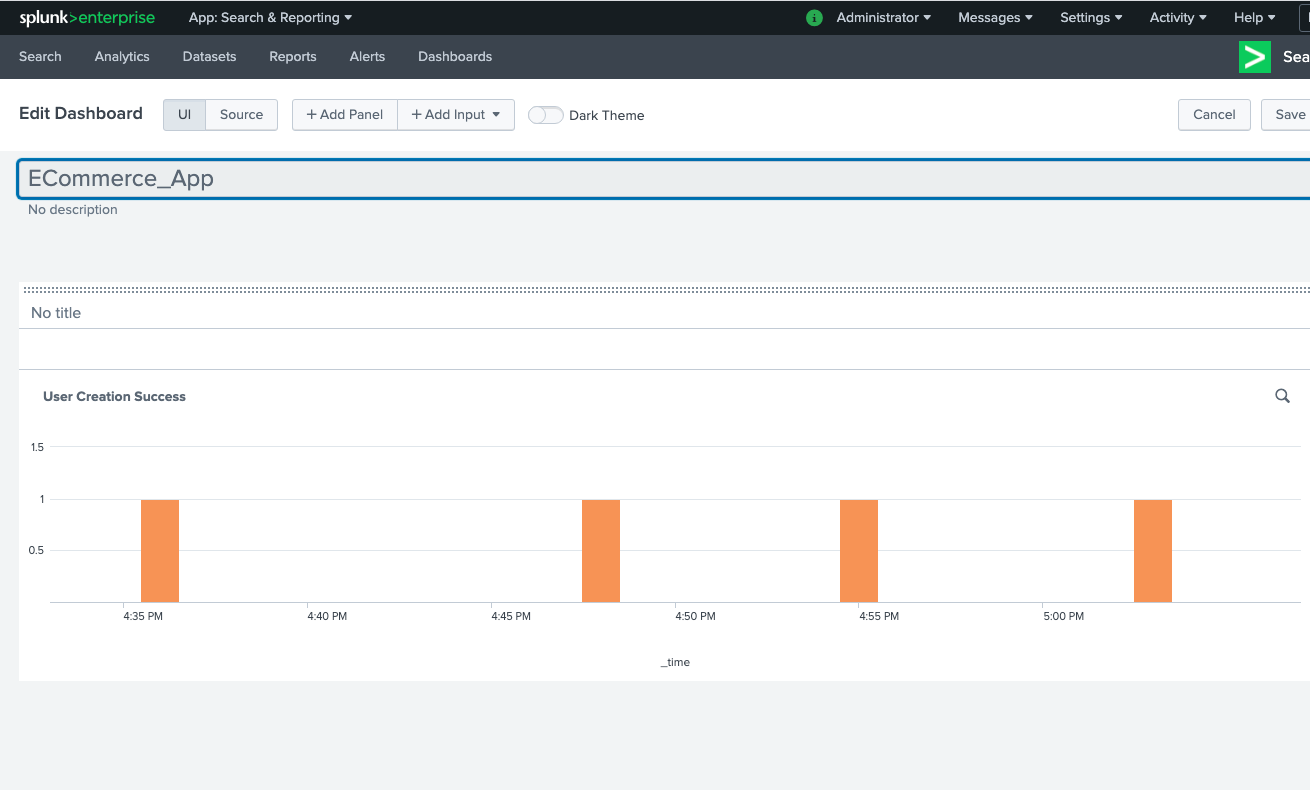 splunk>enterprise App: Search & Reporting Administrator Messages Settings Activity Help
Search Analytics Datasets Reports Alerts Dashboards Sea
Edit Dashboard UI Source + Add Panel + Add Input Dark Theme Cancel Save
ECommerce_App
No description
No title
User Creation Success
1.5
1
0.5
4:35 PM 4:40 PM 4:45 PM 4:50 PM 4:55 PM 5:00 PM
_time